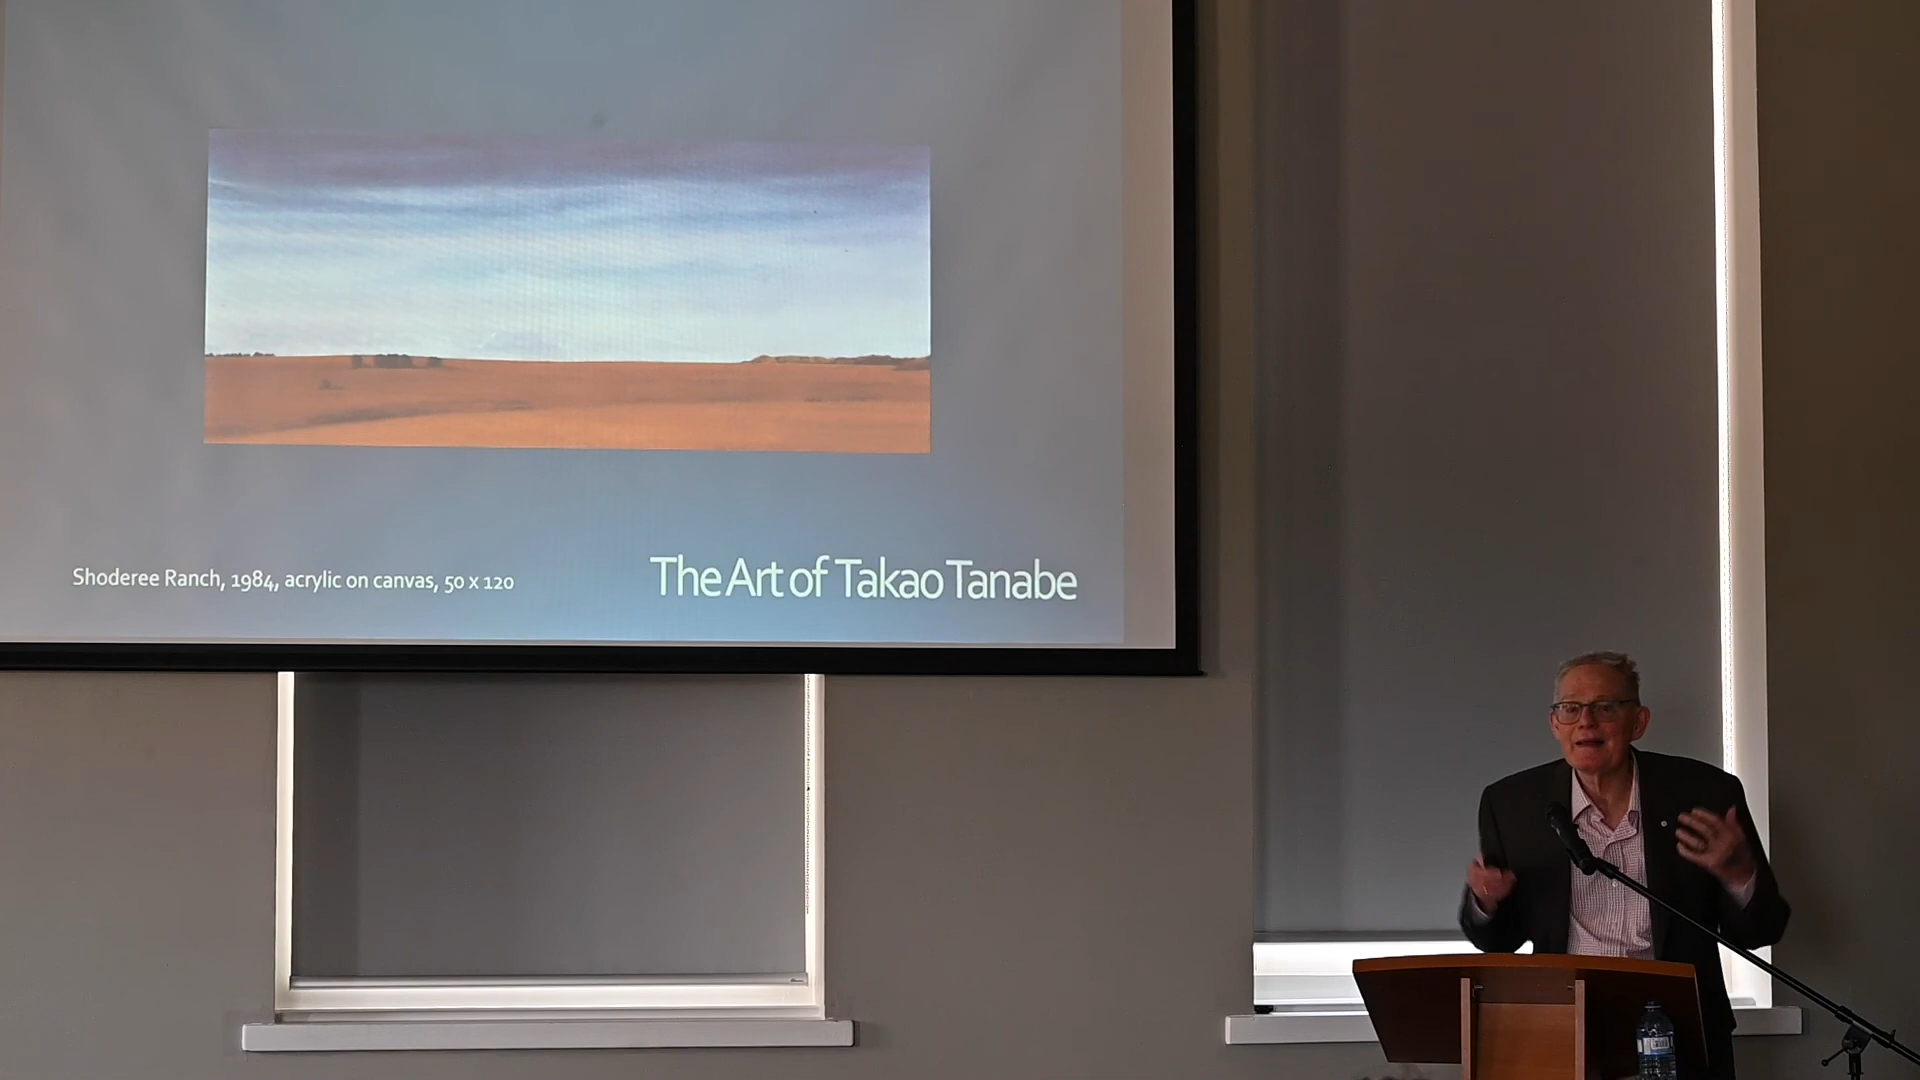 Shoderee Ranch, 1984, acrylic on canvas, 50 x 120
The Art of Takao Tanabe